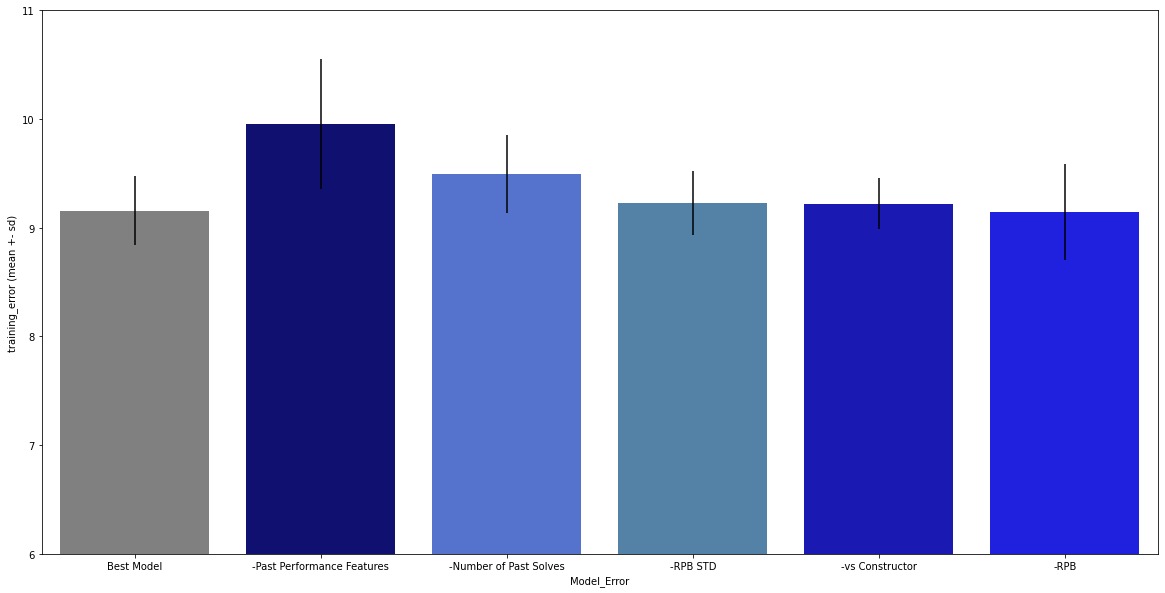 11
10
9
8
7
6
training_error (mean +- sd)
Best Model
-Past Performance Features
-Number of Past Solves
-RPB STD
-vs Constructor
-RPB
Model_Error